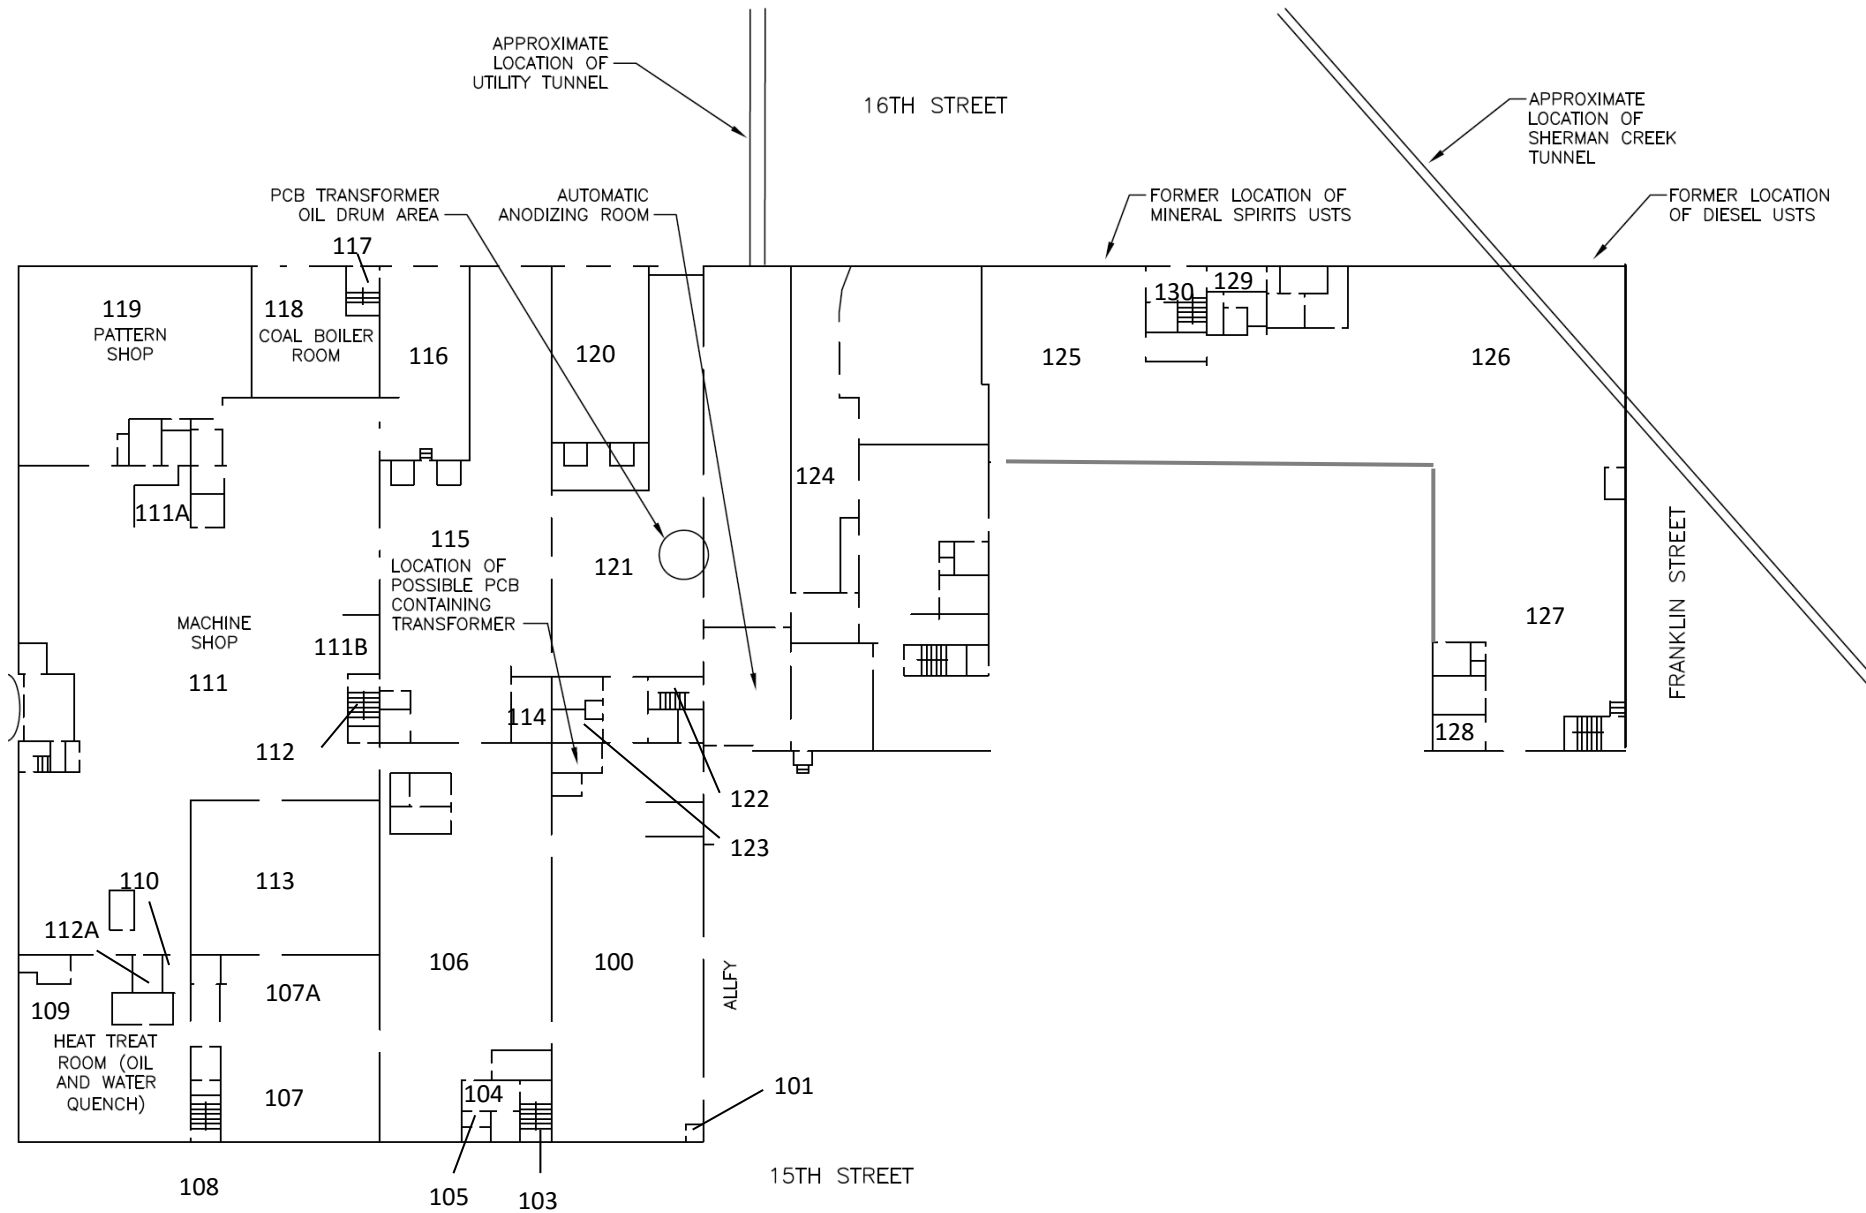 APPROXIMATE
LOCATION OF
UTILITY TUNNEL
16TH STREET
APPROXIMATE
LOCATION OF
SHERMAN CREEK
TUNNEL
PCB TRANSFORMER
OIL DRUM AREA
AUTOMATIC
ANODIZING ROOM
FORMER LOCATION OF
MINERAL SPIRITS USTS
FORMER LOCATION
OF DIESEL USTS
117
119
PATTERN
SHOP
118
COAL BOILER
ROOM
116
120
130
129
125
126
124
111A
115
LOCATION OF
POSSIBLE PCB
CONTAINING
TRANSFORMER
121
MACHINE
SHOP
111
111B
127
FRANKLIN STREET
114
128
112
122
123
113
110
112A
106
100
ALLEY
107A
109
HEAT TREAT
ROOM (OIL
AND WATER
QUENCH)
107
104
101
108
105
103
15TH STREET